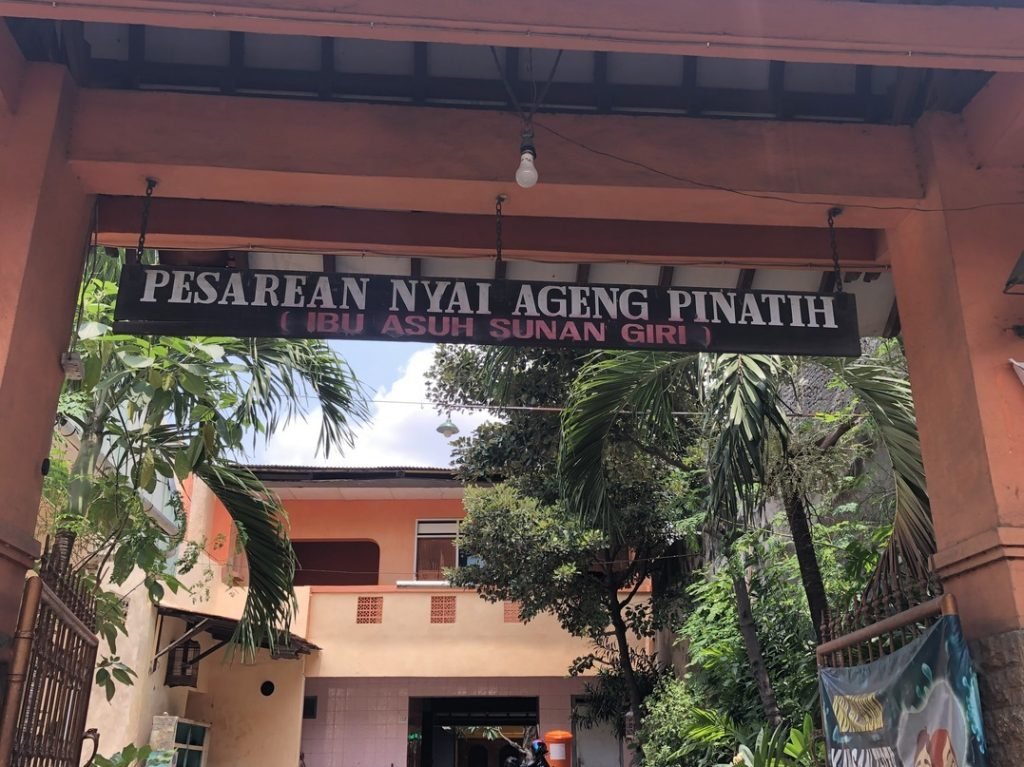 PESAREAN NYAI AGENG PINATIH
( IBU ASUH SUNAN GIRI )